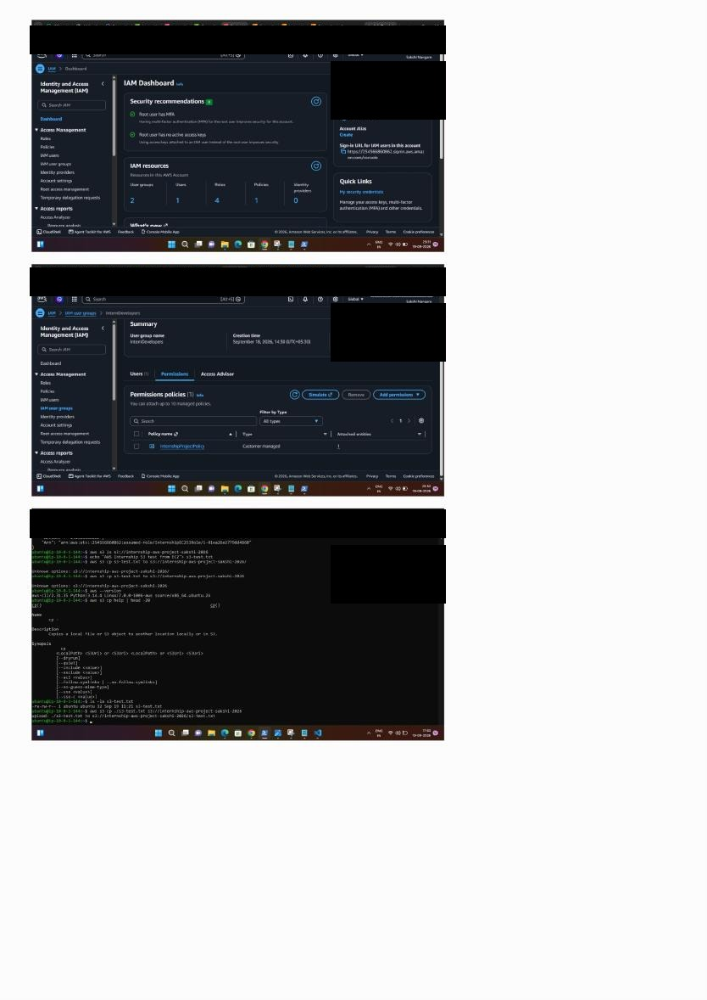 Search
[Alt+S]
Global
Sakshi Nangare
IAM > Dashboard
Identity and Access
Management (IAM)
Search IAM
Dashboard
Access Management
Roles
Policies
IAM users
IAM user groups
Identity providers
Account settings
Root access management
Temporary delegation requests
Access reports
Access Analyzer
Resource analysis
IAM Dashboard Info
Security recommendations 0
Root user has MFA
Having multi-factor authentication (MFA) for the root user improves security for this account.
Root user has no active access keys
Using access keys attached to an IAM user instead of the root user improves security.
IAM resources
Resources in this AWS Account
User groups
Users
Roles
Policies
Identity
providers
2
1
4
1
0
What's new
Account Alias
Create
Sign-in URL for IAM users in this account
on.com/console
Quick Links
My security credentials
Manage your access keys, multi-factor
authentication (MFA) and other credentials.
CloudShell Agent Toolkit for AWS Feedback Console Mobile App
© 2026, Amazon Web Services, Inc. or its affiliates. Privacy Terms Cookie preferences
ENG
IN
19-09-2026
aws
Search
[Alt+S]
Global
Sakshi Nangare
IAM > IAM user groups > InternDevelopers
Identity and Access
Management (IAM)
Search IAM
Dashboard
Access Management
Roles
Policies
IAM users
IAM user groups
Identity providers
Account settings
Root access management
Temporary delegation requests
Access reports
Access Analyzer
Resource analysis
Summary
User group name
InternDevelopers
Creation time
September 18, 2026, 14:30 (UTC+05:30)
Users (1) Permissions Access Advisor
Permissions policies (1) Info
Simulate Remove Add permissions
You can attach up to 10 managed policies.
Filter by Type
Search
All types
1
Policy name Type Attached entities
InternshipProjectPolicy Customer managed 1
CloudShell Agent Toolkit for AWS Feedback Console Mobile App
© 2026, Amazon Web Services, Inc. or its affiliates. Privacy Terms Cookie preferences
ENG
IN
19-09-2026
}
ubuntu@ip-10-0-1-144:~$ aws s3 ls s3://internship-aws-project-sakshi-2026
ubuntu@ip-10-0-1-144:~$ echo "AWS Internship S3 test from EC2"> s3-test.txt
ubuntu@ip-10-0-1-144:~$ aws s3 cp s3-test.txt to s3://internship-aws-project-sakshi-2026/
Unknown options: s3://internship-aws-project-sakshi-2026/
ubuntu@ip-10-0-1-144:~$ aws s3 cp s3-test.txt to s3://internship-aws-project-sakshi-2026
Unknown options: s3://internship-aws-project-sakshi-2026
ubuntu@ip-10-0-1-144:~$ aws --version
aws-cli/2.31.35 Python/3.14.4 Linux/7.0.0-1006-aws source/x86_64.ubuntu.26
ubuntu@ip-10-0-1-144:~$ aws s3 cp help | head -20
cp() cp()
Name
cp -
Description
Copies a local file or S3 object to another location locally or in S3.
Synopsis
cp
<LocalPath> <S3Uri> or <S3Uri> <LocalPath> or <S3Uri> <S3Uri>
[--dryrun]
[--quiet]
[--include <value>]
[--exclude <value>]
[--acl <value>]
[--follow-symlinks | --no-follow-symlinks]
[--no-guess-mime-type]
[--sse <value>]
[--sse-c <value>]
ubuntu@ip-10-0-1-144:~$ ls -la s3-test.txt
-rw-rw-r-- 1 ubuntu ubuntu 32 Sep 19 11:21 s3-test.txt
ubuntu@ip-10-0-1-144:~$ aws s3 cp ./s3-test.txt s3://internship-aws-project-sakshi-2026
upload: ./s3-test.txt to s3://internship-aws-project-sakshi-2026/s3-test.txt
ubuntu@ip-10-0-1-144:~$
ENG
IN
19-09-2026